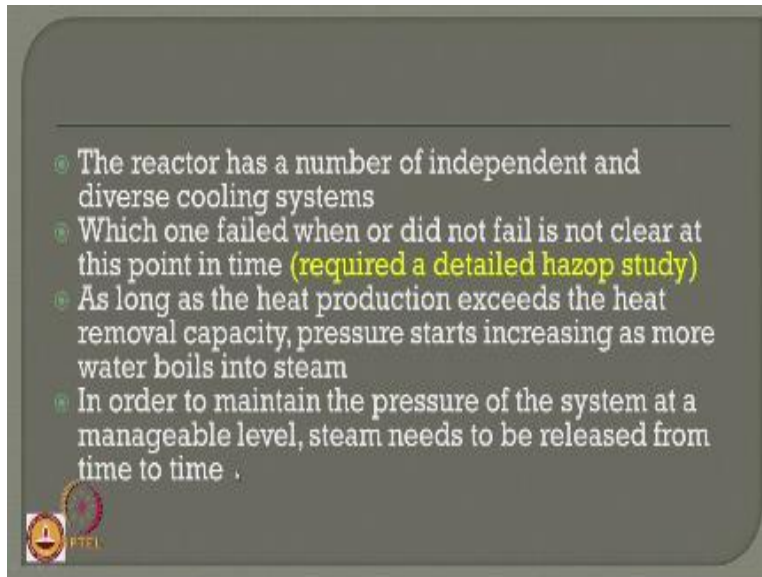 The reactor has a number of independent and
diverse cooling systems
Which one failed when or did not fail is not clear at
this point in time (required a detailed hazop study)
As long as the heat production exceeds the heat
removal capacity, pressure starts increasing as more
water boils into steam
In order to maintain the pressure of the system at a
manageable level, steam needs to be released from
time to time .
PTEL